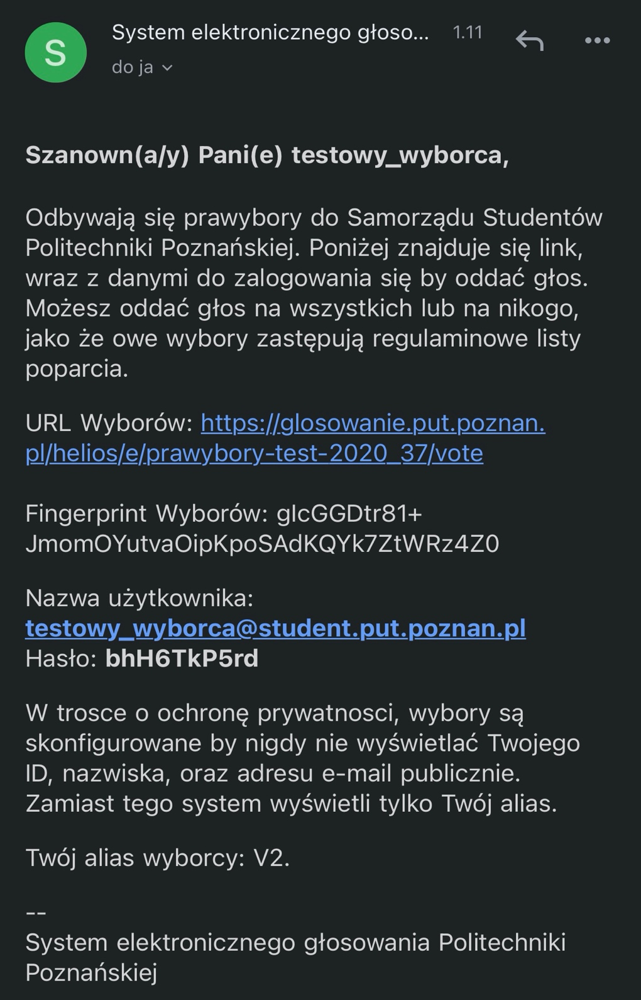 S
System elektronicznego głoso... 1.11
do ja
Szanown(a/y) Pani(e) testowy_wyborca,
Odbywają się prawybory do Samorządu Studentów
Politechniki Poznańskiej. Poniżej znajduje się link,
wraz z danymi do zalogowania się by oddać głos.
Możesz oddać głos na wszystkich lub na nikogo,
jako że owe wybory zastępują regulaminowe listy
poparcia.
URL Wyborów: https://glosowanie.put.poznan.
pl/helios/e/prawybory-test-2020_37/vote
Fingerprint Wyborów: glcGGDtr81+
JmomOYutvaOipKpoSAdKQYk7ZtWRz4Z0
Nazwa użytkownika:
testowy_wyborca@student.put.poznan.pl
Hasło: bhH6TkP5rd
W trosce o ochronę prywatnosci, wybory są
skonfigurowane by nigdy nie wyświetlać Twojego
ID, nazwiska, oraz adresu e-mail publicznie.
Zamiast tego system wyświetli tylko Twój alias.
Twój alias wyborcy: V2.
--
System elektronicznego głosowania Politechniki
Poznańskiej